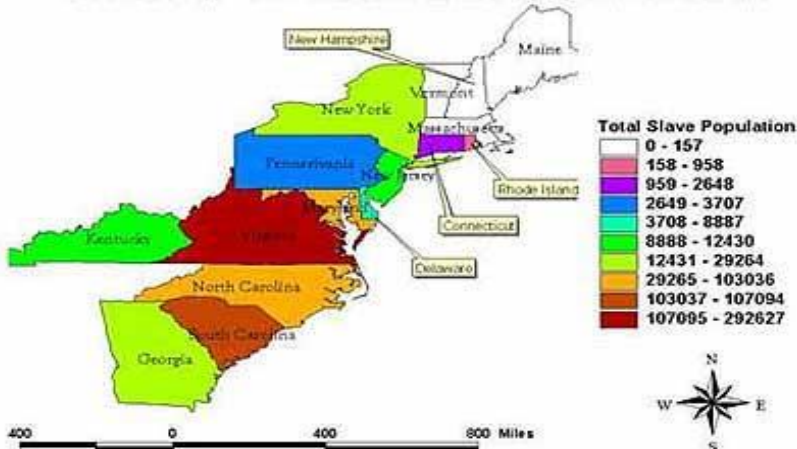 New Hampshire
Maine
Vermont
New York
Massachusetts
Pennsylvania
New Jersey
Rhode Island
Connecticut
Delaware
Kentucky
Virginia
North Carolina
South Carolina
Georgia
Total Slave Population
0 - 157
158 - 958
959 - 2648
2649 - 3707
3708 - 8887
8888 - 12430
12431 - 29264
29265 - 103036
103037 - 107094
107095 - 292627
N
W E
S
400 0 400 800 Miles